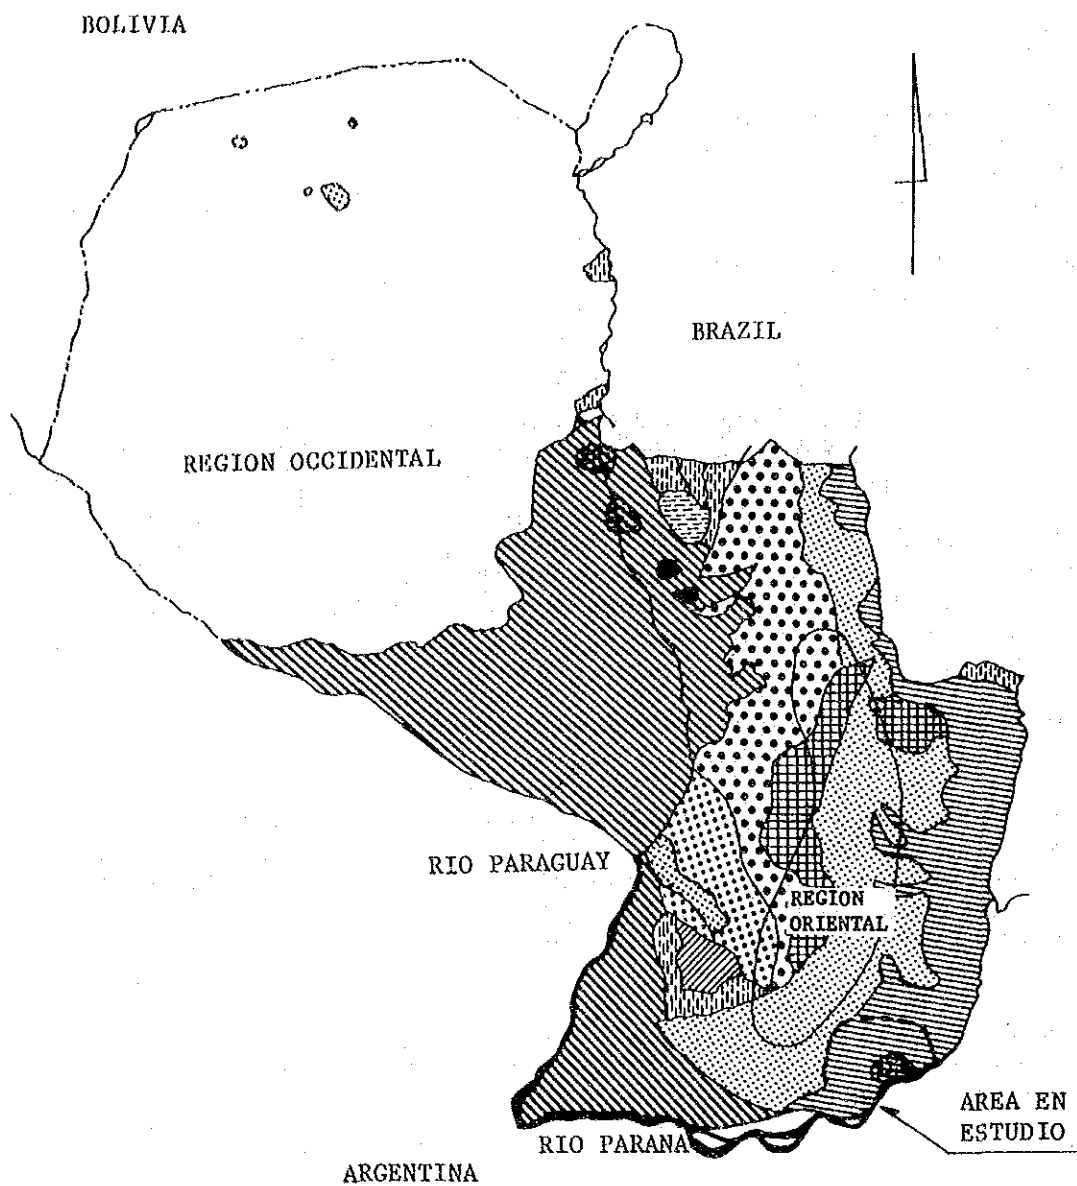 BOLIVIA
BRAZIL
REGION OCCIDENTAL
RIO PARAGUAY
REGION
ORIENTAL
AREA EN
ESTUDIO
RIO PARANA
ARGENTINA